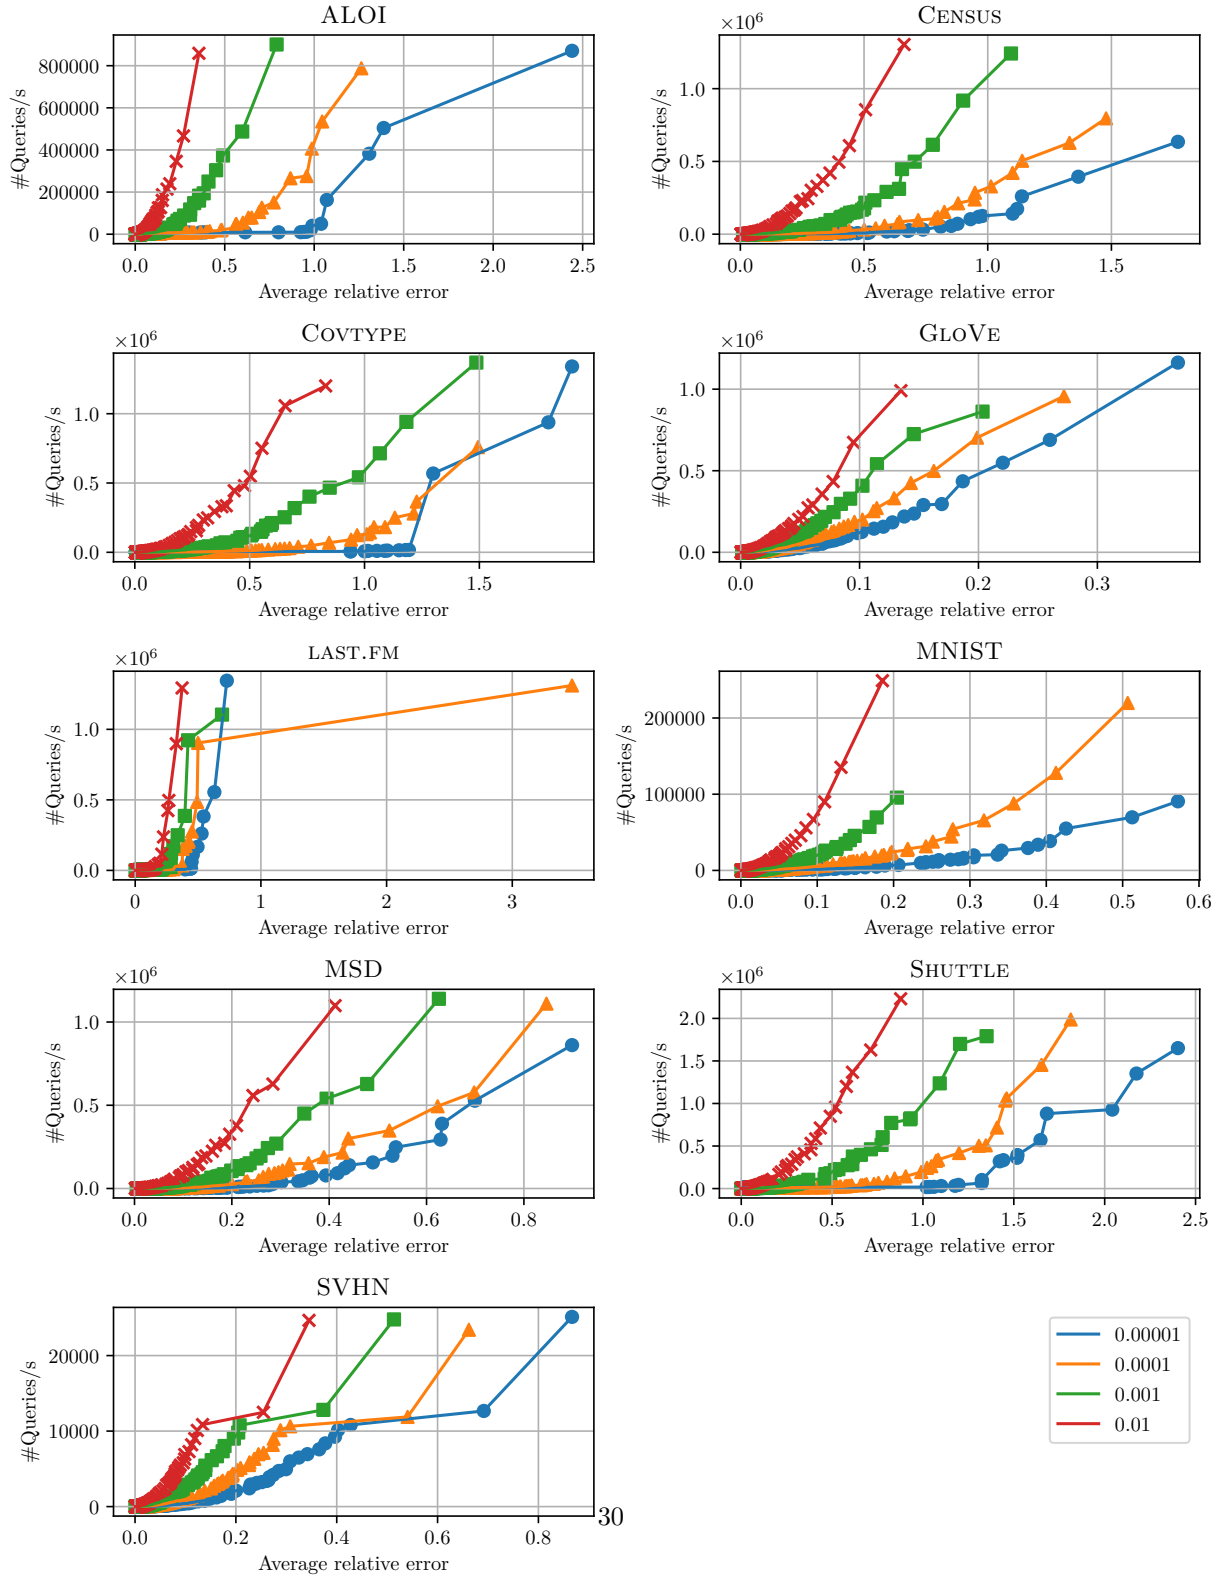 ALOI
800000
600000
400000
200000
0
#Queries/s
0.0 0.5 1.0 1.5 2.0 2.5
Average relative error
CENSUS
×10⁶
1.0
0.5
0.0
#Queries/s
0.0 0.5 1.0 1.5
Average relative error
COVTYPE
×10⁶
1.0
0.5
0.0
#Queries/s
0.0 0.5 1.0 1.5
Average relative error
GLOVE
×10⁶
1.0
0.5
0.0
#Queries/s
0.0 0.1 0.2 0.3
Average relative error
LAST.FM
×10⁶
1.0
0.5
0.0
#Queries/s
0 1 2 3
Average relative error
MNIST
200000
100000
0
#Queries/s
0.0 0.1 0.2 0.3 0.4 0.5 0.6
Average relative error
MSD
×10⁶
1.0
0.5
0.0
#Queries/s
0.0 0.2 0.4 0.6 0.8
Average relative error
SHUTTLE
×10⁶
2.0
1.5
1.0
0.5
0.0
#Queries/s
0.0 0.5 1.0 1.5 2.0 2.5
Average relative error
SVHN
20000
10000
0
#Queries/s
0.0 0.2 0.4 0.6 0.8
Average relative error
0.00001
0.0001
0.001
0.01
30